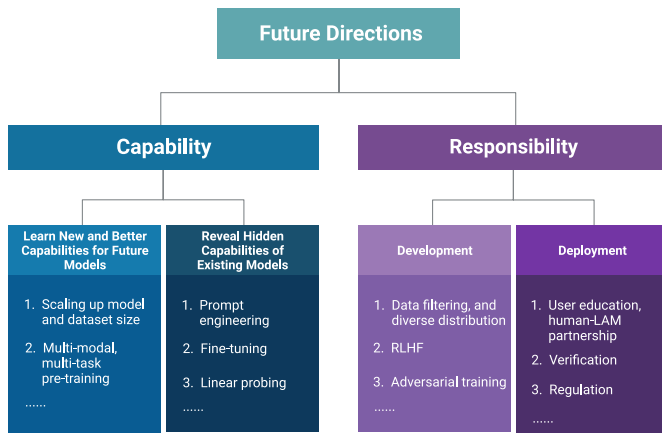 Future Directions
Capability
Responsibility
Learn New and Better
Capabilities for Future
Models
1. Scaling up model
and dataset size
2. Multi-modal,
multi-task
pre-training
......
Reveal Hidden
Capabilities of
Existing Models
1. Prompt
engineering
2. Fine-tuning
3. Linear probing
......
Development
1. Data filtering, and
diverse distribution
2. RLHF
3. Adversarial training
......
Deployment
1. User education,
human-LAM
partnership
2. Verification
3. Regulation
......